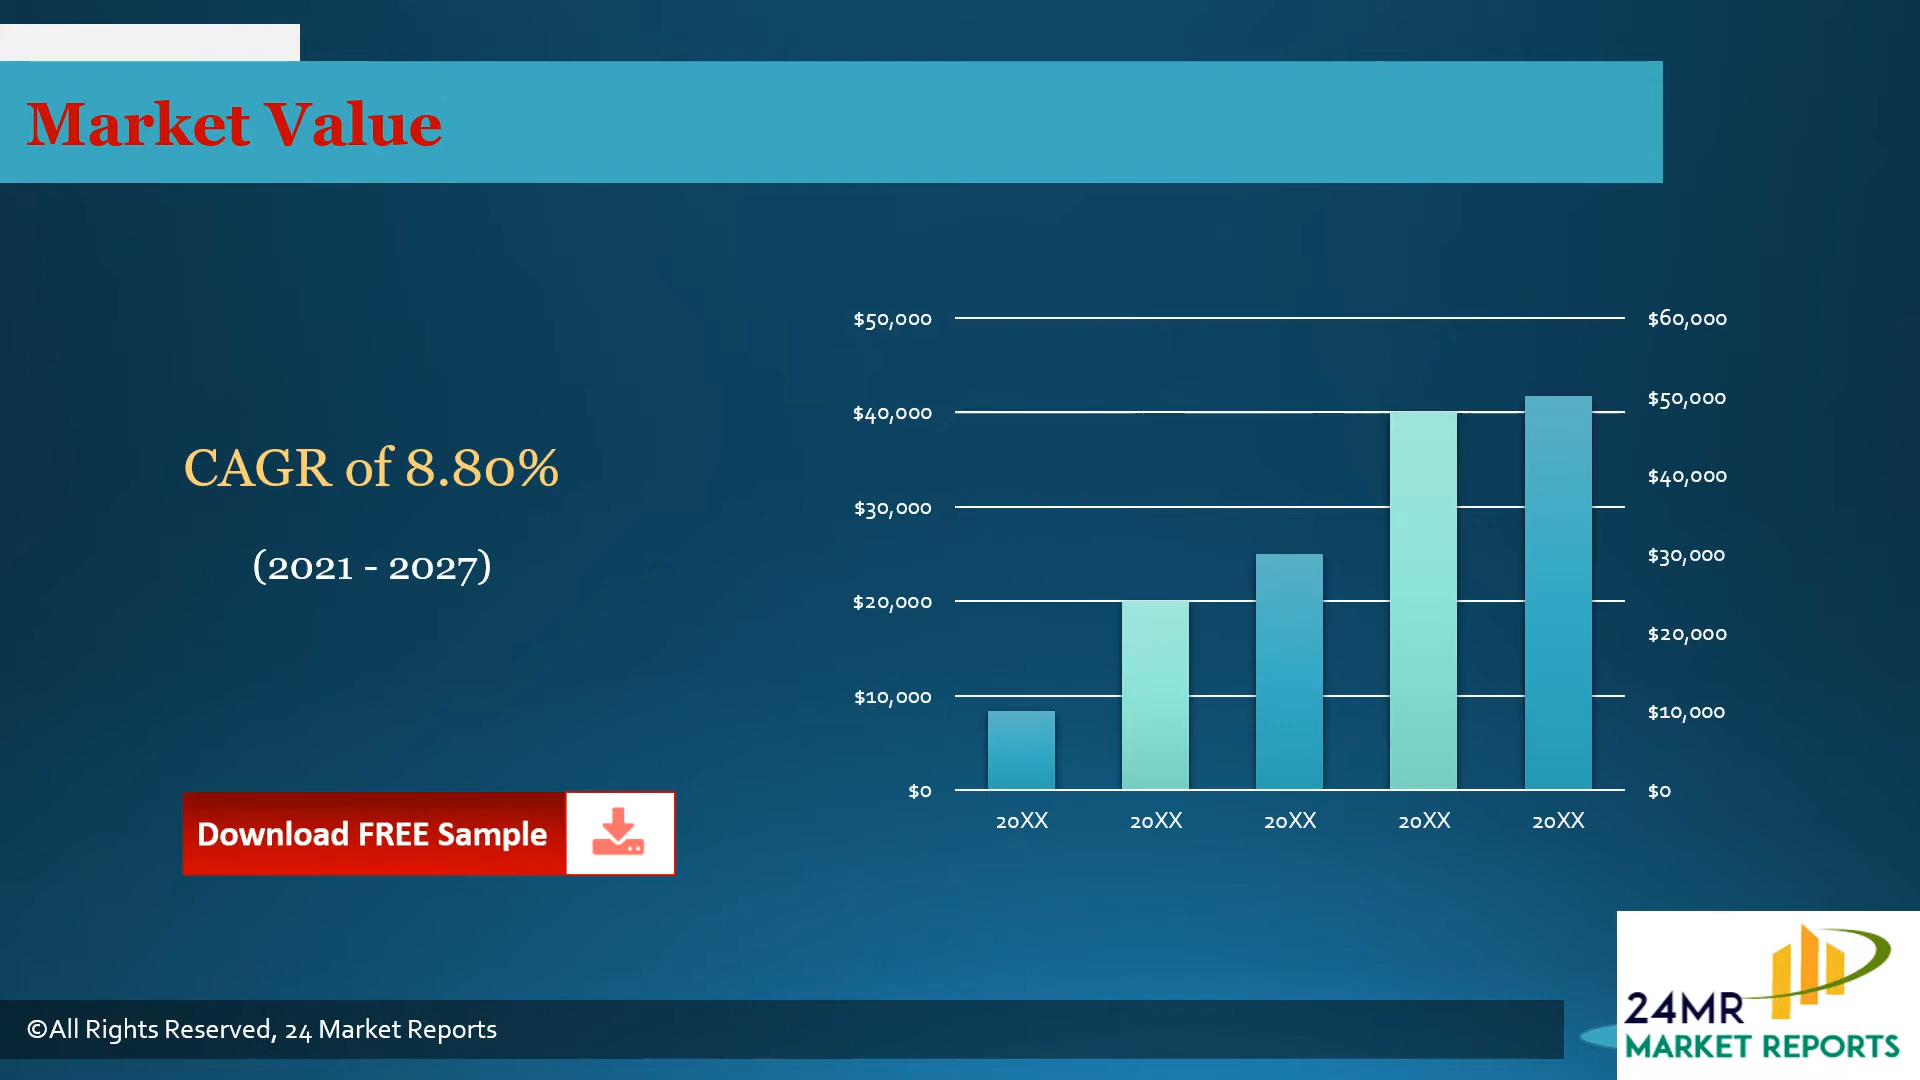 Market Value
CAGR of 8.80%
(2021 - 2027)
Download FREE Sample
$50,000
$40,000
$30,000
$20,000
$10,000
$0
$60,000
$50,000
$40,000
$30,000
$20,000
$10,000
$0
20XX 20XX 20XX 20XX 20XX
©All Rights Reserved, 24 Market Reports
24MR
MARKET REPORTS